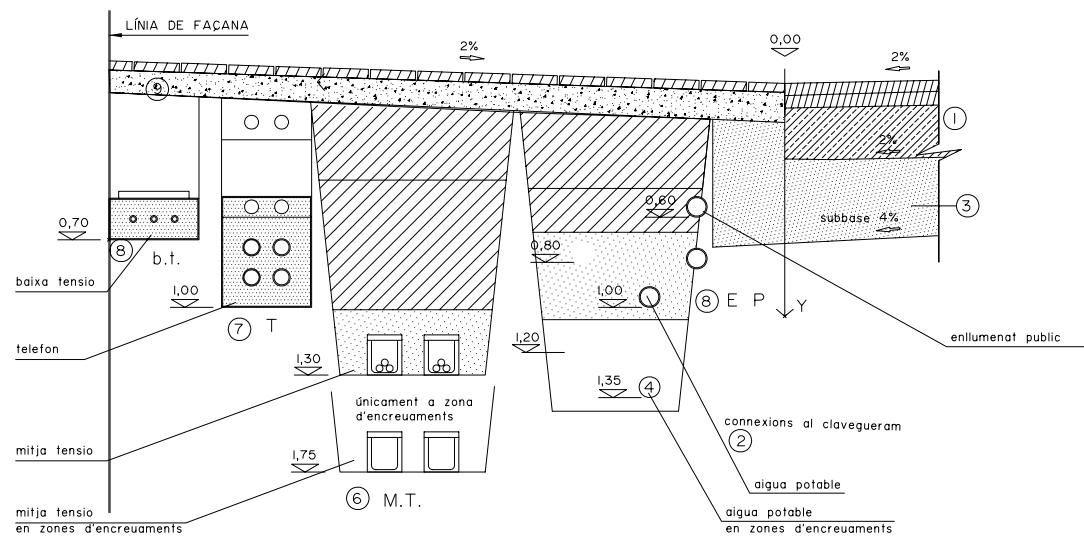 LÍNIA DE FAÇANA
0,00
2%
2%
9
1
2%
0,60
3
0,70
subbase 4%
8
b.t.
0,80
baixa tensio
1,00
1,00
8 E P
Y
7 T
enllumenat public
telefon
1,20
1,30
1,35
4
únicament a zona
d'encreuaments
connexions al clavegueram
2
mitja tensio
1,75
aigua potable
6 M.T.
mitja tensio
en zones d'encreuaments
aigua potable
en zones d'encreuaments